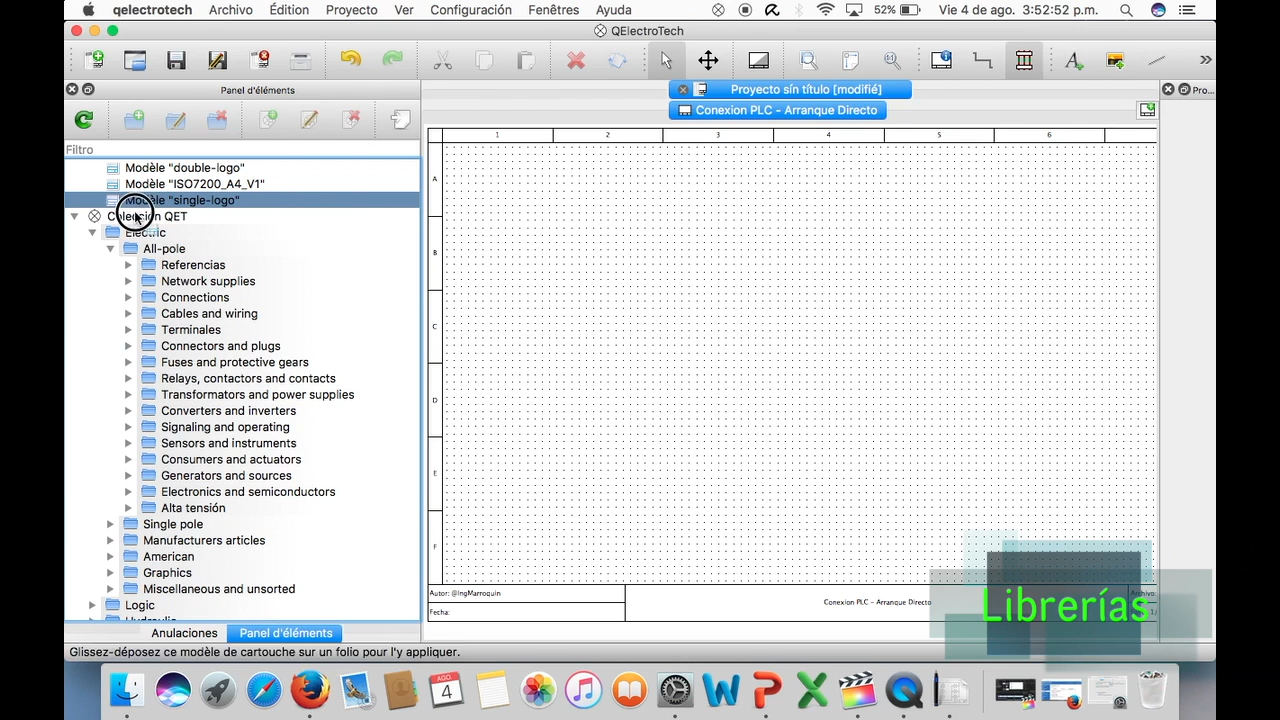 qelectrotech Archivo Édition Proyecto Ver Configuración Fenêtres Ayuda 52% Vie 4 de ago. 3:52:52 p.m.
QElectroTech
Panel d'éléments
Proyecto sín título [modifié]
Pro...
Conexion PLC - Arranque Directo
Filtro
1 2 3 4 5 6
A
B
C
D
E
F
Modèle "double-logo"
Modèle "ISO7200_A4_V1"
Modèle "single-logo"
Colección QET
Electric
All-pole
Referencias
Network supplies
Connections
Cables and wiring
Terminales
Connectors and plugs
Fuses and protective gears
Relays, contactors and contacts
Transformators and power supplies
Converters and inverters
Signaling and operating
Sensors and instruments
Consumers and actuators
Generators and sources
Electronics and semiconductors
Alta tensión
Single pole
Manufacturers articles
American
Graphics
Miscellaneous and unsorted
Logic
Hydraulic
Autor: @IngMarroquin
Fecha:
Conexion PLC - Arranque Directo
Archivo:
Librerías
Anulaciones Panel d'éléments
Glissez-déposez ce modèle de cartouche sur un folio pour l'y appliquer.
AGO.
4